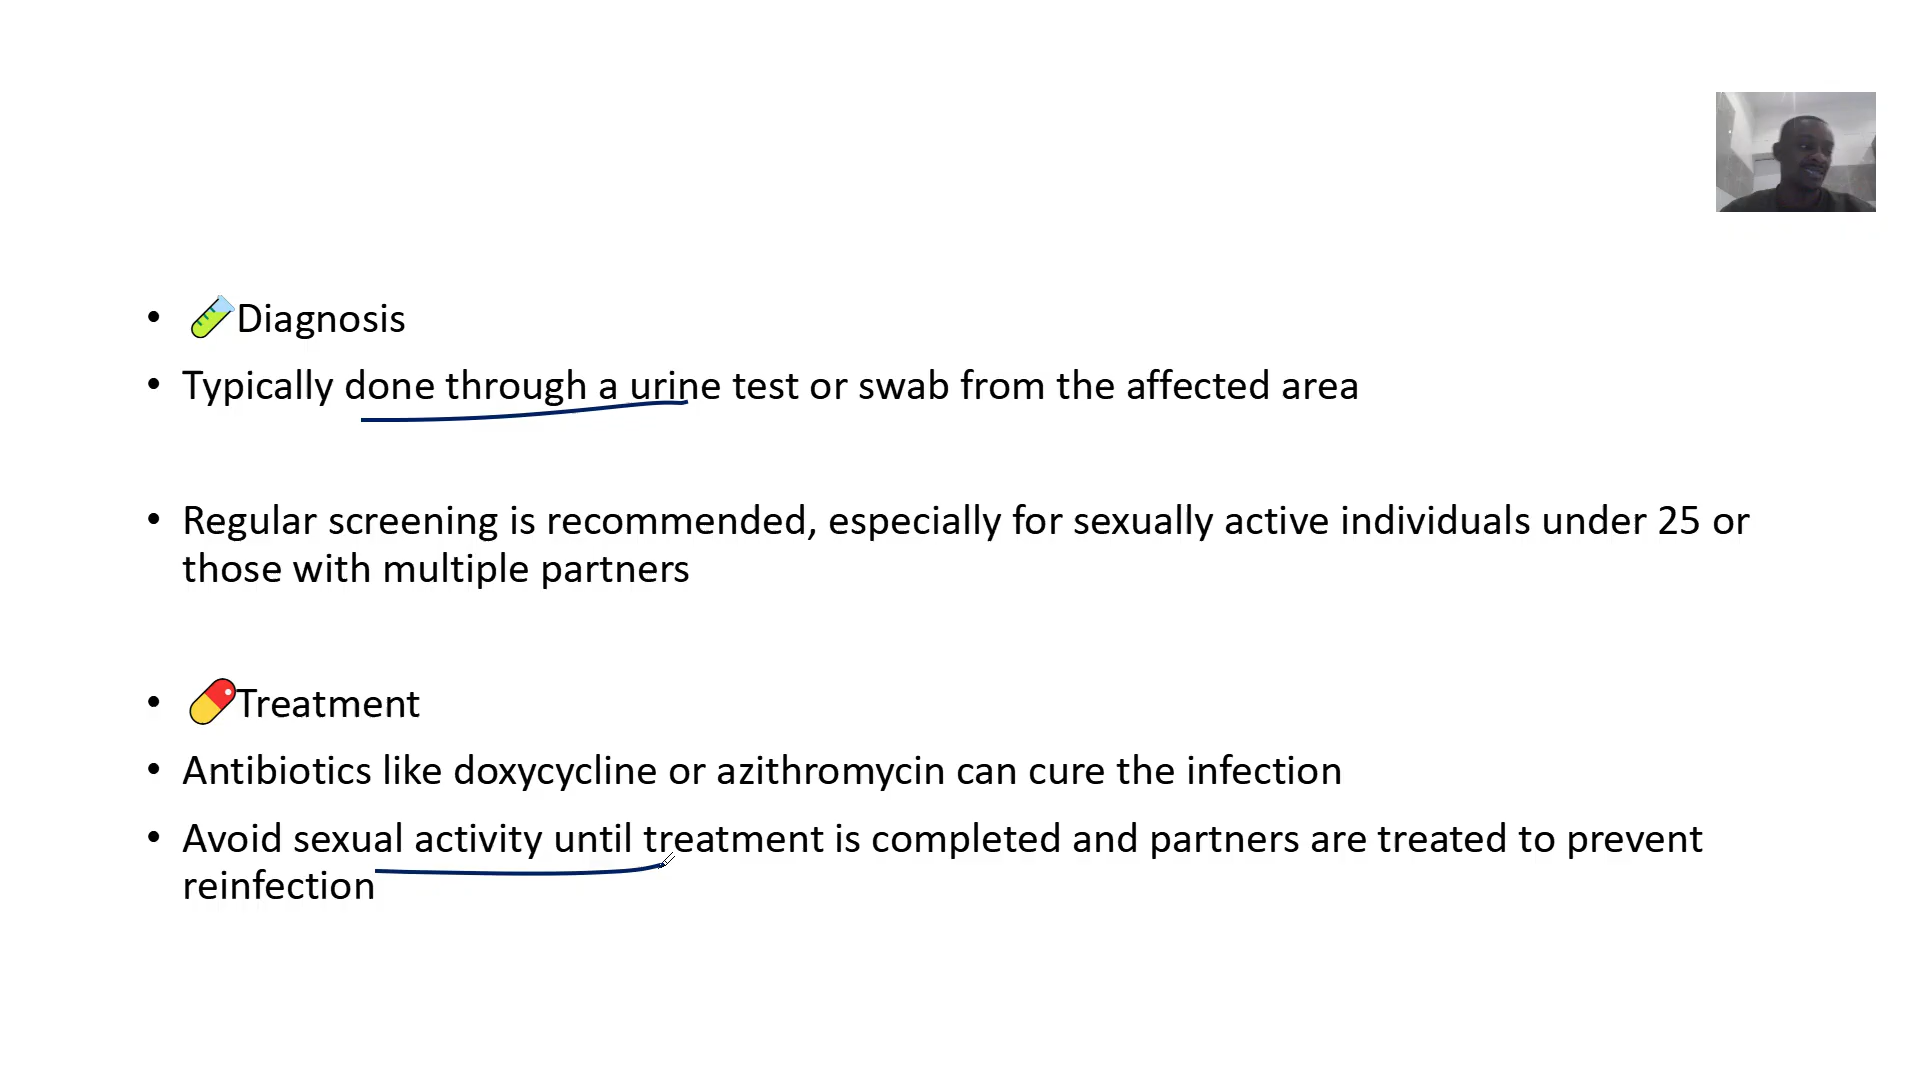 • 🧪Diagnosis
• Typically done through a urine test or swab from the affected area
• Regular screening is recommended, especially for sexually active individuals under 25 or
those with multiple partners
• 💊Treatment
• Antibiotics like doxycycline or azithromycin can cure the infection
• Avoid sexual activity until treatment is completed and partners are treated to prevent
reinfection